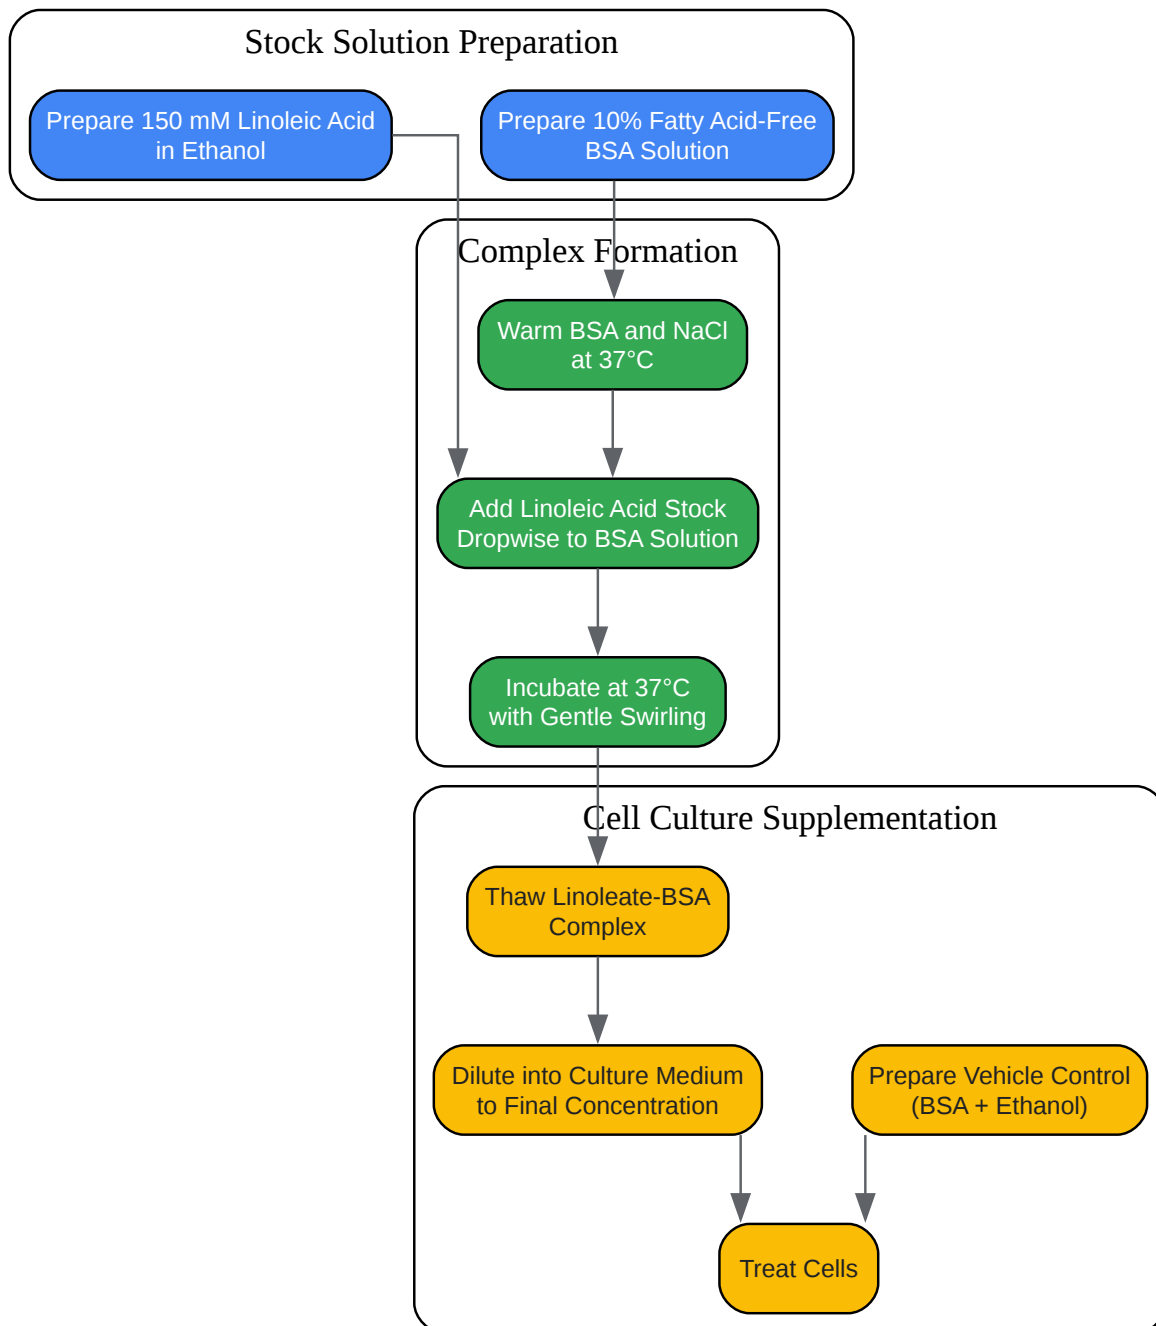 Stock Solution Preparation
Prepare 150 mM Linoleic Acid
in Ethanol
Prepare 10% Fatty Acid-Free
BSA Solution
Complex Formation
Warm BSA and NaCl
at 37°C
Add Linoleic Acid Stock
Dropwise to BSA Solution
Incubate at 37°C
with Gentle Swirling
Cell Culture Supplementation
Thaw Linoleate-BSA
Complex
Dilute into Culture Medium
to Final Concentration
Prepare Vehicle Control
(BSA + Ethanol)
Treat Cells